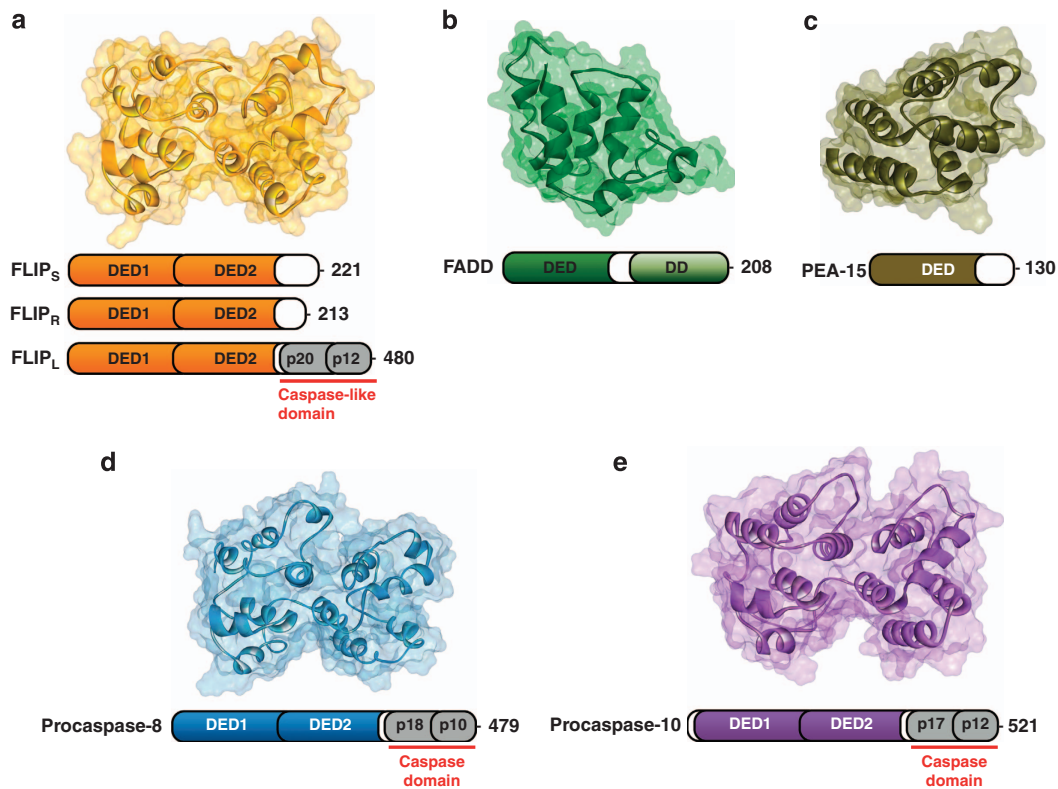 a
b
c
FLIPS DED1 DED2 221
FLIPR DED1 DED2 213
FLIPL DED1 DED2 p20 p12 480
Caspase-like
domain
FADD DED DD 208
PEA-15 DED 130
d
e
Procaspase-8 DED1 DED2 p18 p10 479
Caspase
domain
Procaspase-10 DED1 DED2 p17 p12 521
Caspase
domain